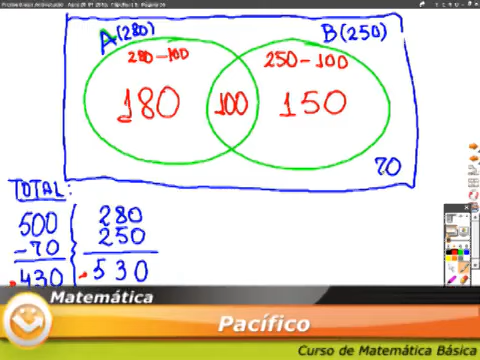 A(280)
B(250)
280-100
250-100
180
100
150
70
TOTAL:
500
-70
430
280
250
530
Matemática
Pacífico
Curso de Matemática Básica